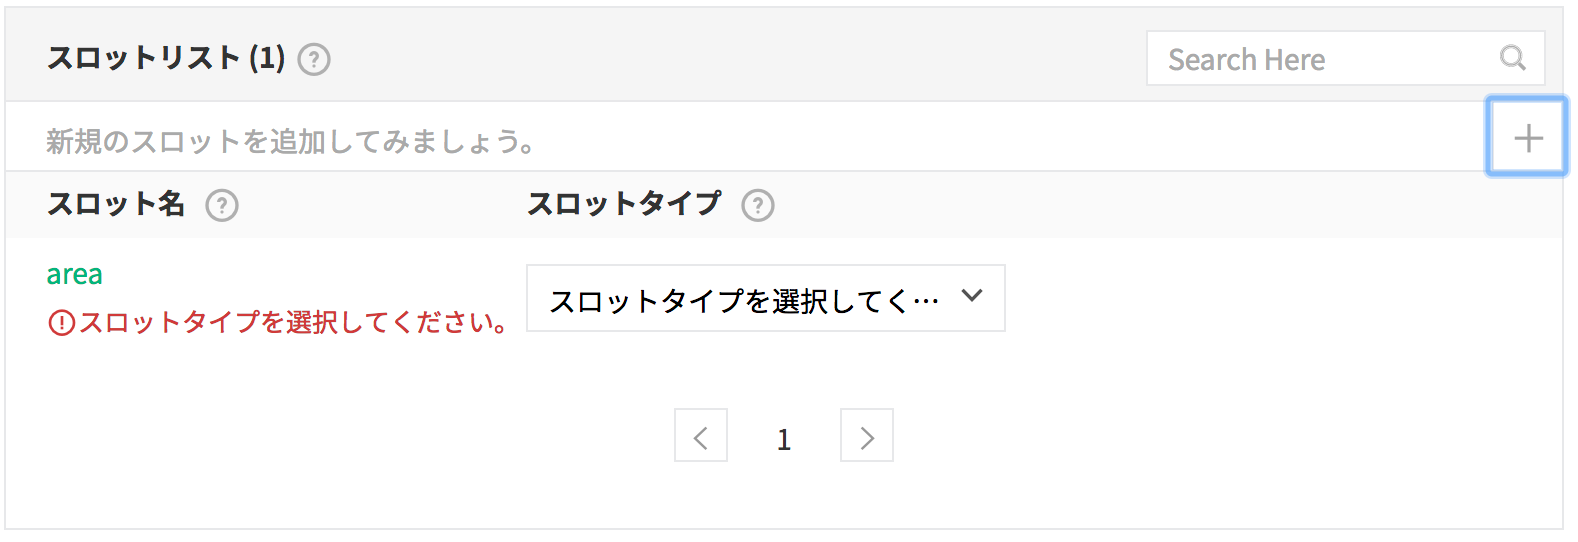 スロットリスト (1) ?
Search Here
新規のスロットを追加してみましょう。
スロット名 ? スロットタイプ ?
area
スロットタイプを選択してく…
スロットタイプを選択してください。
1